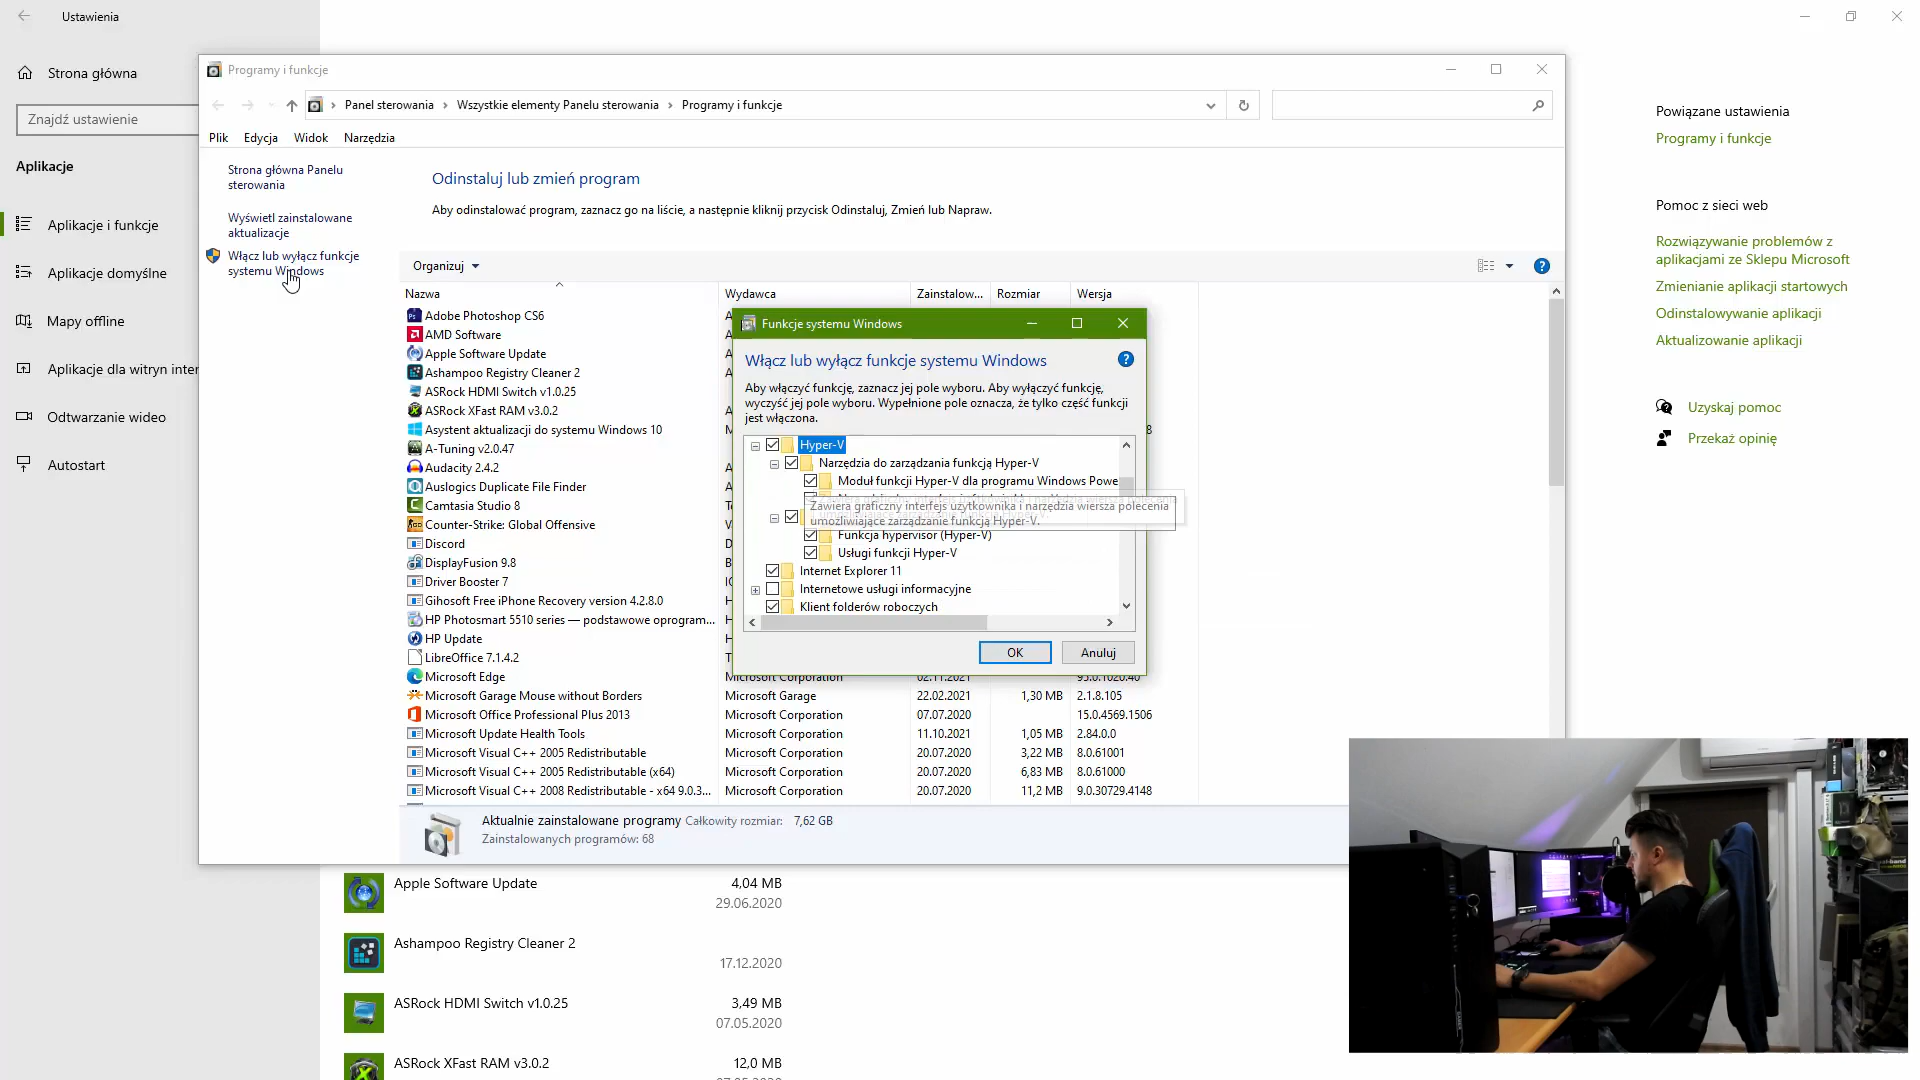 Ustawienia
Strona główna
Znajdź ustawienie
Aplikacje
Aplikacje i funkcje
Aplikacje domyślne
Mapy offline
Aplikacje dla witryn inter
Odtwarzanie wideo
Autostart
Programy i funkcje
Panel sterowania
Wszystkie elementy Panelu sterowania
Programy i funkcje
Plik Edycja Widok Narzędzia
Strona główna Panelu
sterowania
Wyświetl zainstalowane
aktualizacje
Włącz lub wyłącz funkcje
systemu Windows
Odinstaluj lub zmień program
Aby odinstalować program, zaznacz go na liście, a następnie kliknij przycisk Odinstaluj, Zmień lub Napraw.
Organizuj
Nazwa Wydawca Zainstalow... Rozmiar Wersja
Adobe Photoshop CS6
AMD Software
Apple Software Update
Ashampoo Registry Cleaner 2
ASRock HDMI Switch v1.0.25
ASRock XFast RAM v3.0.2
Asystent aktualizacji do systemu Windows 10
A-Tuning v2.0.47
Audacity 2.4.2
Auslogics Duplicate File Finder
Camtasia Studio 8
Counter-Strike: Global Offensive
Discord
DisplayFusion 9.8
Driver Booster 7
Gihosoft Free iPhone Recovery version 4.2.8.0
HP Photosmart 5510 series — podstawowe oprogram...
HP Update
LibreOffice 7.1.4.2
Microsoft Edge Microsoft Corporation 02.11.2021 95.0.1020.40
Microsoft Garage Mouse without Borders Microsoft Garage 22.02.2021 1,30 MB 2.1.8.105
Microsoft Office Professional Plus 2013 Microsoft Corporation 07.07.2020 15.0.4569.1506
Microsoft Update Health Tools Microsoft Corporation 11.10.2021 1,05 MB 2.84.0.0
Microsoft Visual C++ 2005 Redistributable Microsoft Corporation 20.07.2020 3,22 MB 8.0.61001
Microsoft Visual C++ 2005 Redistributable (x64) Microsoft Corporation 20.07.2020 6,83 MB 8.0.61000
Microsoft Visual C++ 2008 Redistributable - x64 9.0.3... Microsoft Corporation 20.07.2020 11,2 MB 9.0.30729.4148
Aktualnie zainstalowane programy Całkowity rozmiar: 7,62 GB
Zainstalowanych programów: 68
Funkcje systemu Windows
Włącz lub wyłącz funkcje systemu Windows
Aby włączyć funkcję, zaznacz jej pole wyboru. Aby wyłączyć funkcję,
wyczyść jej pole wyboru. Wypełnione pole oznacza, że tylko część funkcji
jest włączona.
Hyper-V
Narzędzia do zarządzania funkcją Hyper-V
Moduł funkcji Hyper-V dla programu Windows Powe
Zawiera graficzny interfejs użytkownika i narzędzia wiersza polecenia
umożliwiające zarządzanie funkcją Hyper-V.
Funkcja hypervisor (Hyper-V)
Usługi funkcji Hyper-V
Internet Explorer 11
Internetowe usługi informacyjne
Klient folderów roboczych
OK Anuluj
Apple Software Update 4,04 MB
29.06.2020
Ashampoo Registry Cleaner 2
17.12.2020
ASRock HDMI Switch v1.0.25 3,49 MB
07.05.2020
ASRock XFast RAM v3.0.2 12,0 MB
Powiązane ustawienia
Programy i funkcje
Pomoc z sieci web
Rozwiązywanie problemów z
aplikacjami ze Sklepu Microsoft
Zmienianie aplikacji startowych
Odinstalowywanie aplikacji
Aktualizowanie aplikacji
Uzyskaj pomoc
Przekaż opinię